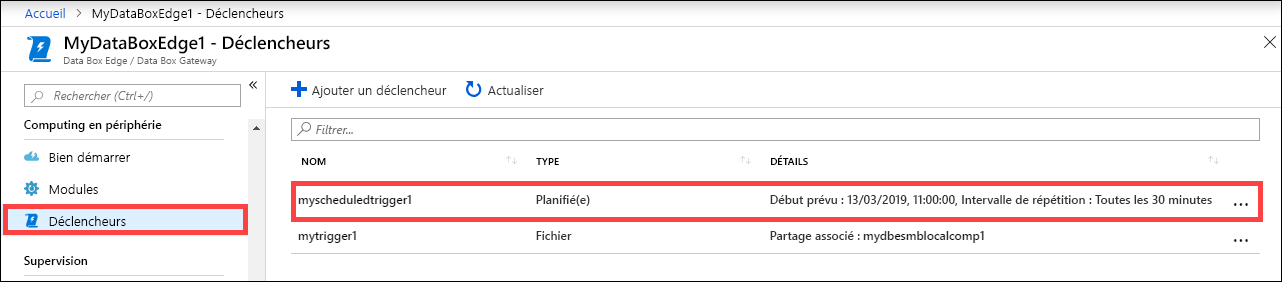 Accueil > MyDataBoxEdge1 - Déclencheurs
MyDataBoxEdge1 - Déclencheurs
Data Box Edge / Data Box Gateway
Rechercher (Ctrl+/)
«
Computing en périphérie
Bien démarrer
Modules
Déclencheurs
Supervision
Ajouter un déclencheur Actualiser
Filtrer...
NOM TYPE DÉTAILS
myscheduledtrigger1 Planifié(e) Début prévu : 13/03/2019, 11:00:00, Intervalle de répétition : Toutes les 30 minutes ...
mytrigger1 Fichier Partage associé : mydbesmblocalcomp1 ...